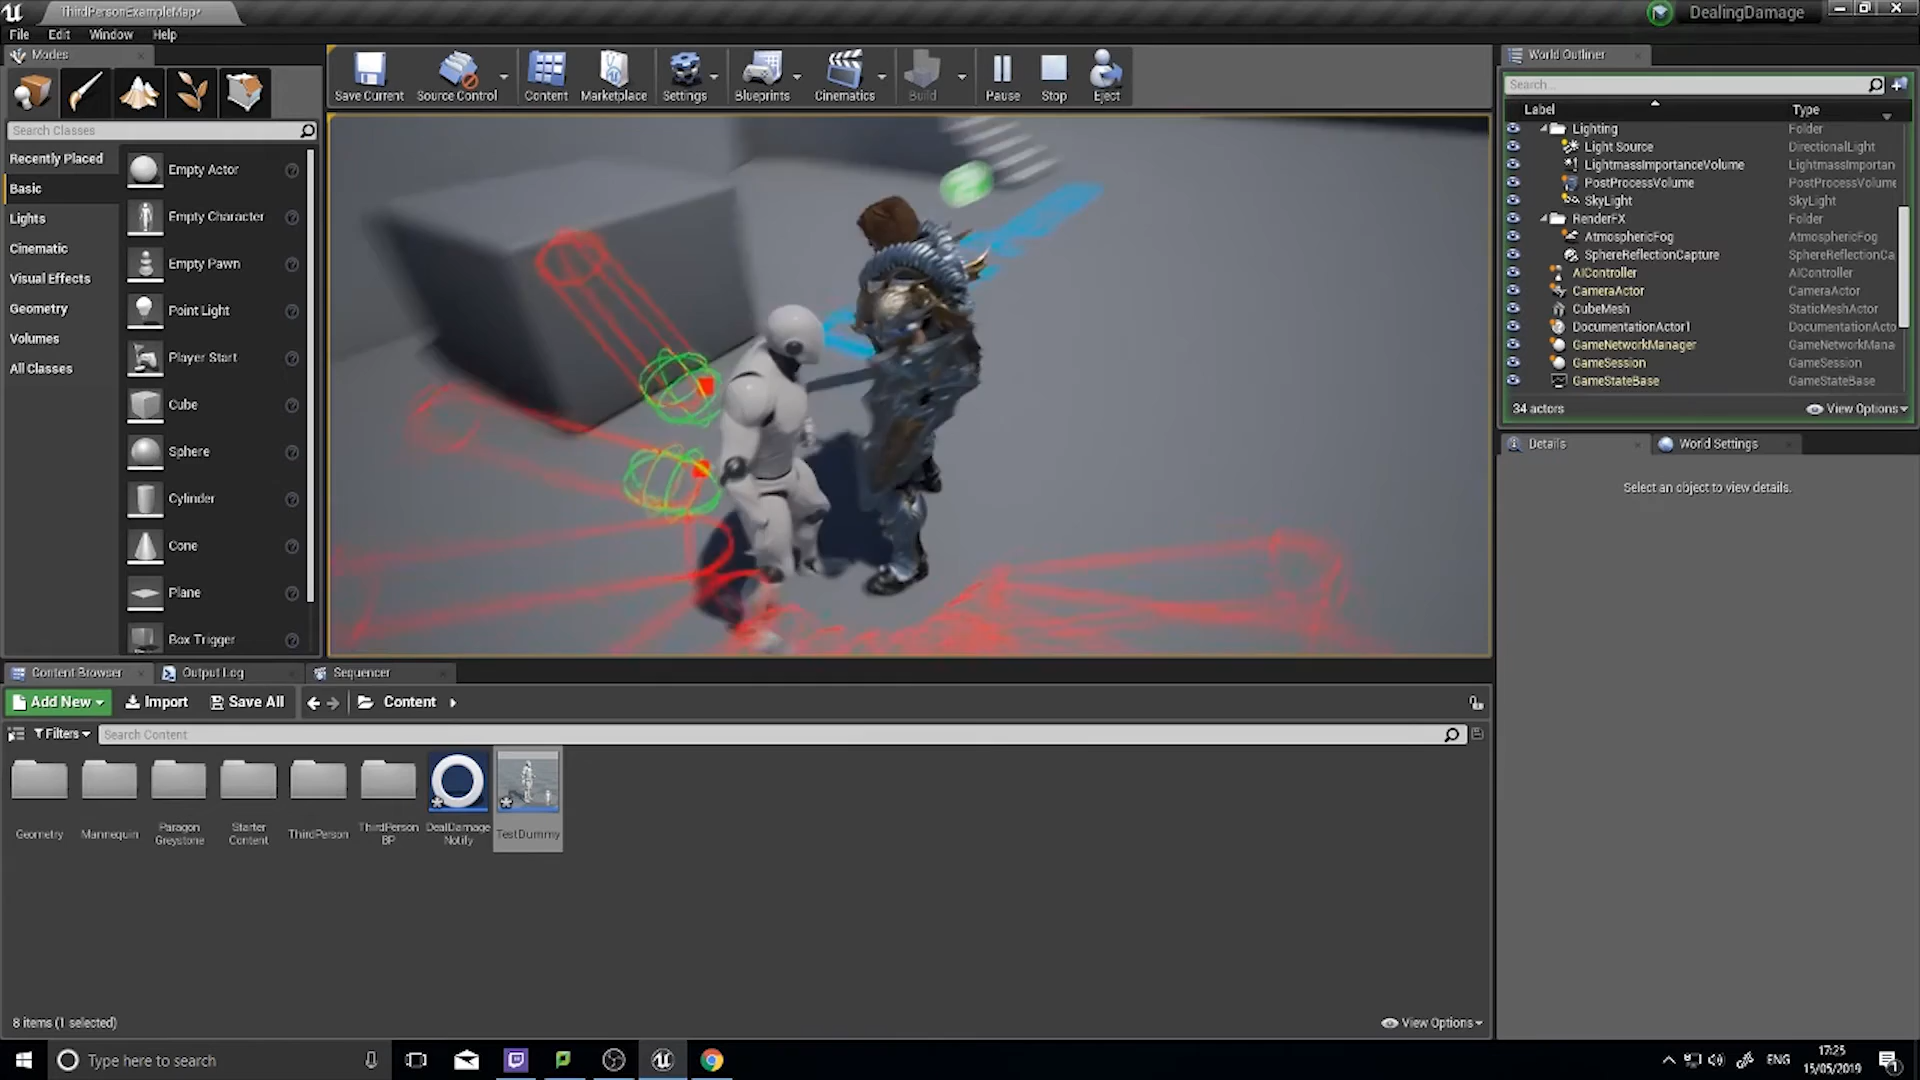 ThirdPersonExampleMap*
DealingDamage
File Edit Window Help
Modes
Search Classes
Recently Placed
Basic
Lights
Cinematic
Visual Effects
Geometry
Volumes
All Classes
Empty Actor
Empty Character
Empty Pawn
Point Light
Player Start
Cube
Sphere
Cylinder
Cone
Plane
Box Trigger
Save Current
Source Control
Content
Marketplace
Settings
Blueprints
Cinematics
Build
Pause
Stop
Eject
World Outliner
Search...
Label Type
Lighting Folder
Light Source DirectionalLight
LightmassImportanceVolume LightmassImportan
PostProcessVolume PostProcessVolume
SkyLight SkyLight
RenderFX Folder
AtmosphericFog AtmosphericFog
SphereReflectionCapture SphereReflectionCa
AIController AIController
CameraActor CameraActor
CubeMesh StaticMeshActor
DocumentationActor1 DocumentationActo
GameNetworkManager GameNetworkMana
GameSession GameSession
GameStateBase GameStateBase
34 actors View Options
Details World Settings
Select an object to view details.
Content Browser Output Log Sequencer
Add New Import Save All Content
Filters Search Content
Geometry
Mannequin
Paragon
Greystone
Starter
Content
ThirdPerson
ThirdPerson
BP
DealDamage
Notify
TestDummy
8 items (1 selected) View Options
Type here to search
ENG
17:25
15/05/2019
1